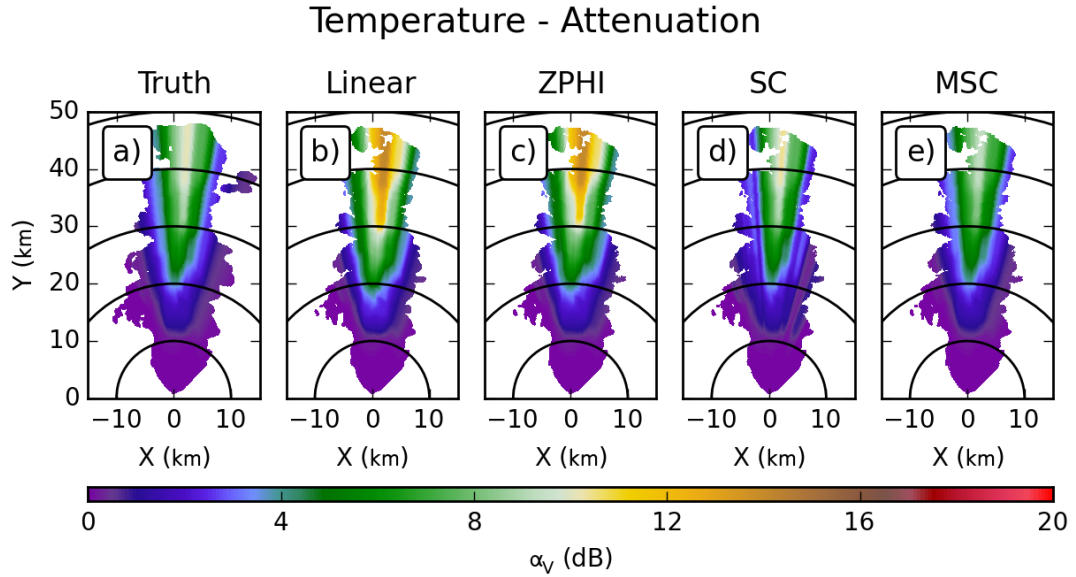 Temperature - Attenuation
Truth Linear ZPHI SC MSC
a) b) c) d) e)
50
40
30
20
10
0
Y (km)
−10 0 10 −10 0 10 −10 0 10 −10 0 10 −10 0 10
X (km) X (km) X (km) X (km) X (km)
0 4 8 12 16 20
αV (dB)